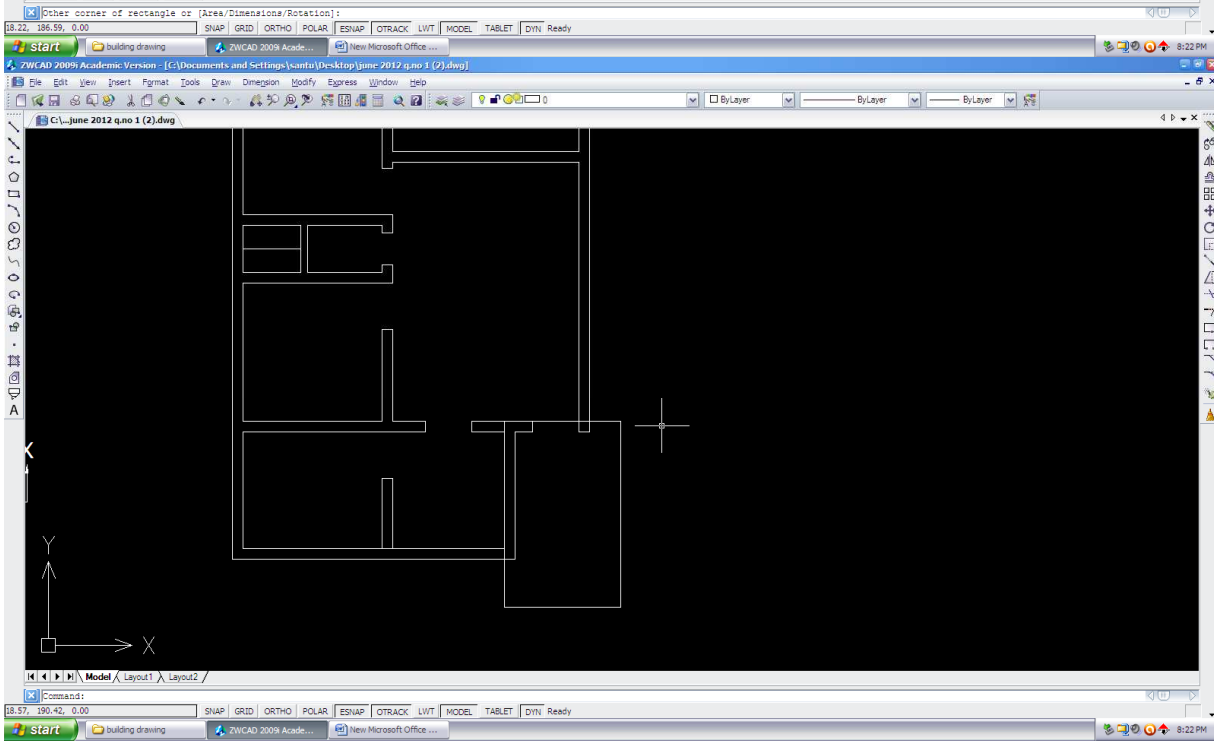 Other corner of rectangle or [Area/Dimensions/Rotation]:
18.22, 186.59, 0.00 SNAP GRID ORTHO POLAR ESNAP OTRACK LWT MODEL TABLET DYN Ready
start building drawing ZWCAD 2009i Acade... New Microsoft Office ... 8:22 PM
ZWCAD 2009i Academic Version - [C:\Documents and Settings\santu\Desktop\june 2012 q.no 1 (2).dwg]
File Edit View Insert Format Tools Draw Dimension Modify Express Window Help
0 ByLayer ByLayer ByLayer
C:\...june 2012 q.no 1 (2).dwg
A
X
Y
X
Model Layout1 Layout2
Command:
18.57, 190.42, 0.00 SNAP GRID ORTHO POLAR ESNAP OTRACK LWT MODEL TABLET DYN Ready
start building drawing ZWCAD 2009i Acade... New Microsoft Office ... 8:22 PM